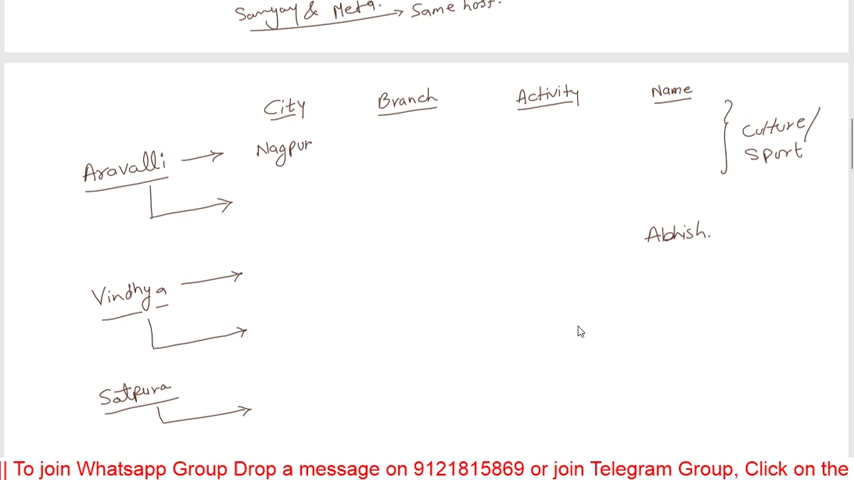 Sanjay & Meta. → Same host.
City Branch Activity Name
Culture/
Sport
Aravalli → Nagpur
Abhish.
Vindhya
Satpura
|| To join Whatsapp Group Drop a message on 9121815869 or join Telegram Group, Click on the